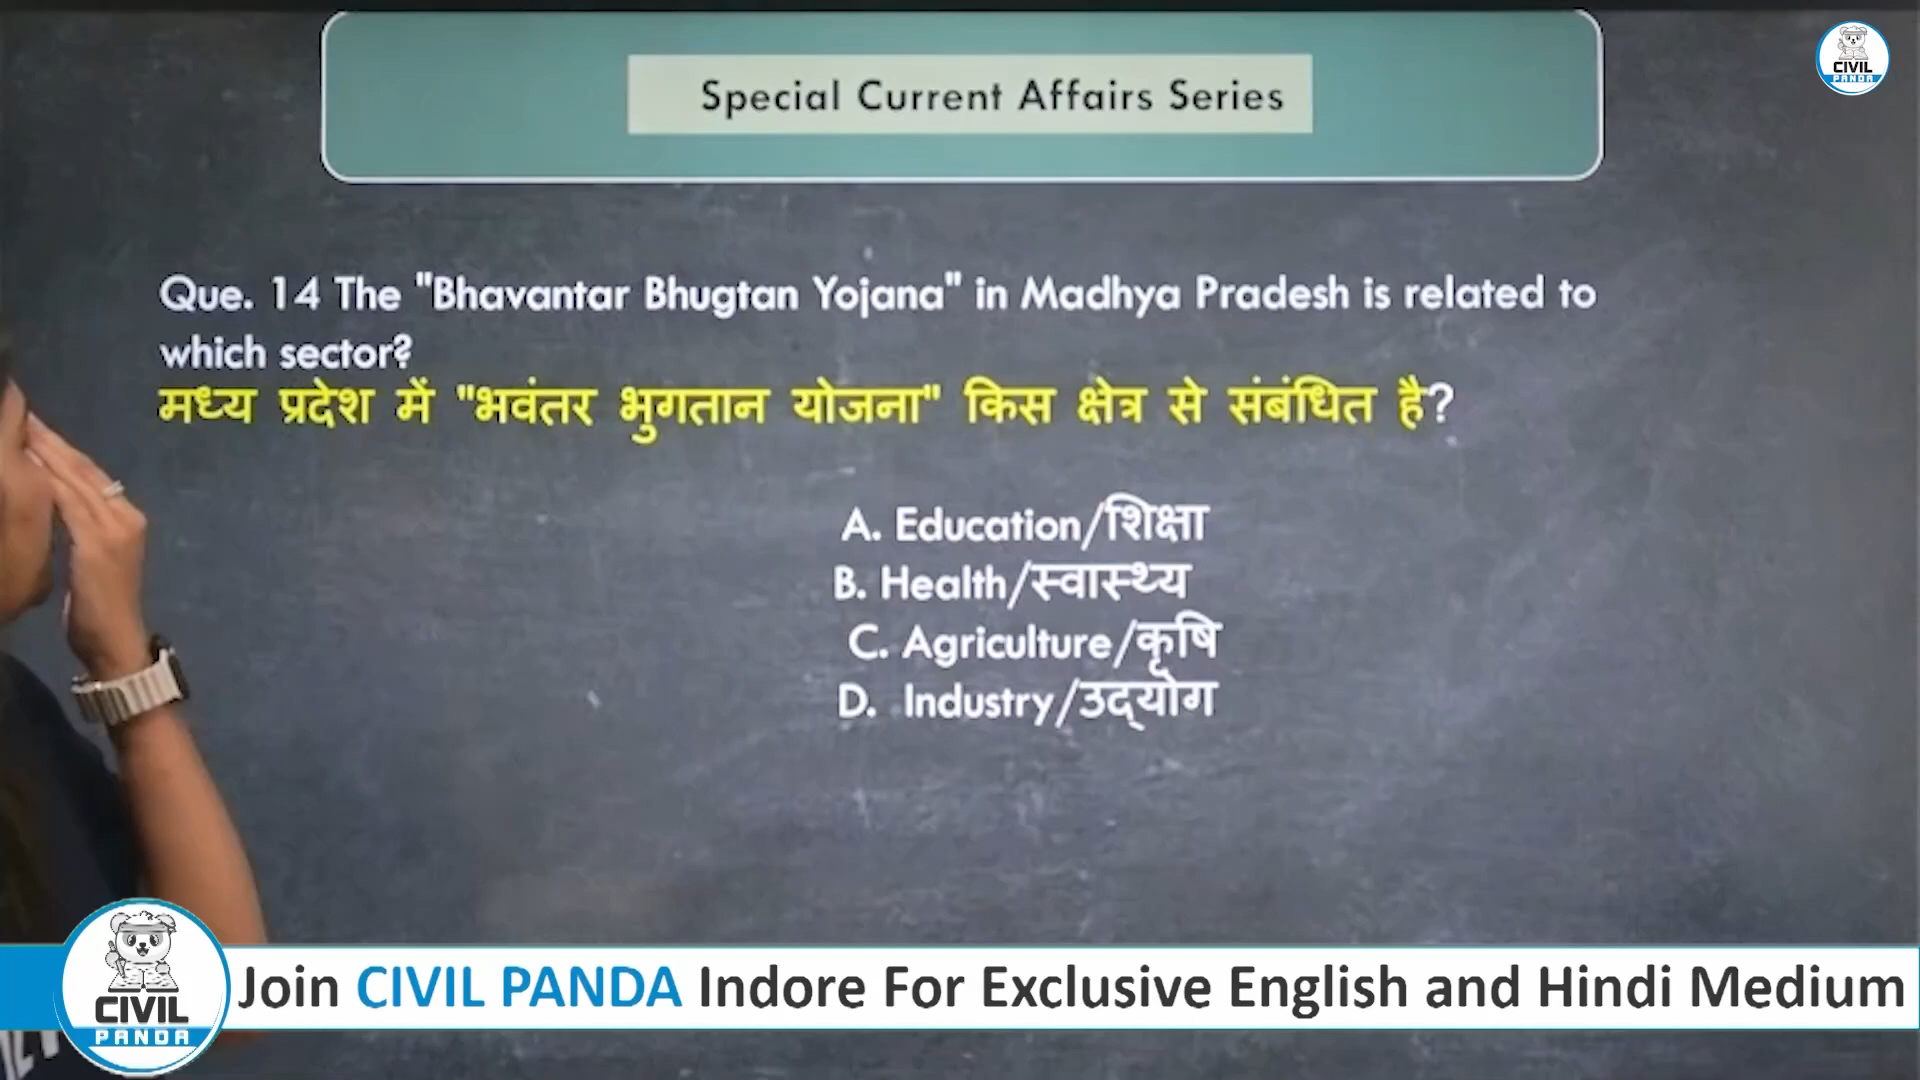 Special Current Affairs Series
CIVIL
PANDA
Que. 14 The "Bhavantar Bhugtan Yojana" in Madhya Pradesh is related to
which sector?
मध्य प्रदेश में "भवंतर भुगतान योजना" किस क्षेत्र से संबंधित है?
A. Education/शिक्षा
B. Health/स्वास्थ्य
C. Agriculture/कृषि
D. Industry/उद्योग
CIVIL
PANDA
Join CIVIL PANDA Indore For Exclusive English and Hindi Medium